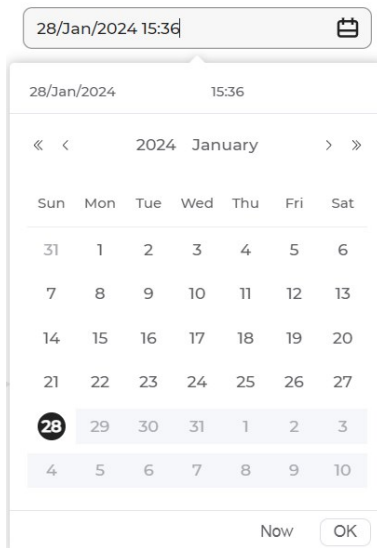 28/Jan/2024 15:36
28/Jan/2024 15:36
« < 2024 January > »
Sun Mon Tue Wed Thu Fri Sat
31 1 2 3 4 5 6
7 8 9 10 11 12 13
14 15 16 17 18 19 20
21 22 23 24 25 26 27
28 29 30 31 1 2 3
4 5 6 7 8 9 10
Now OK